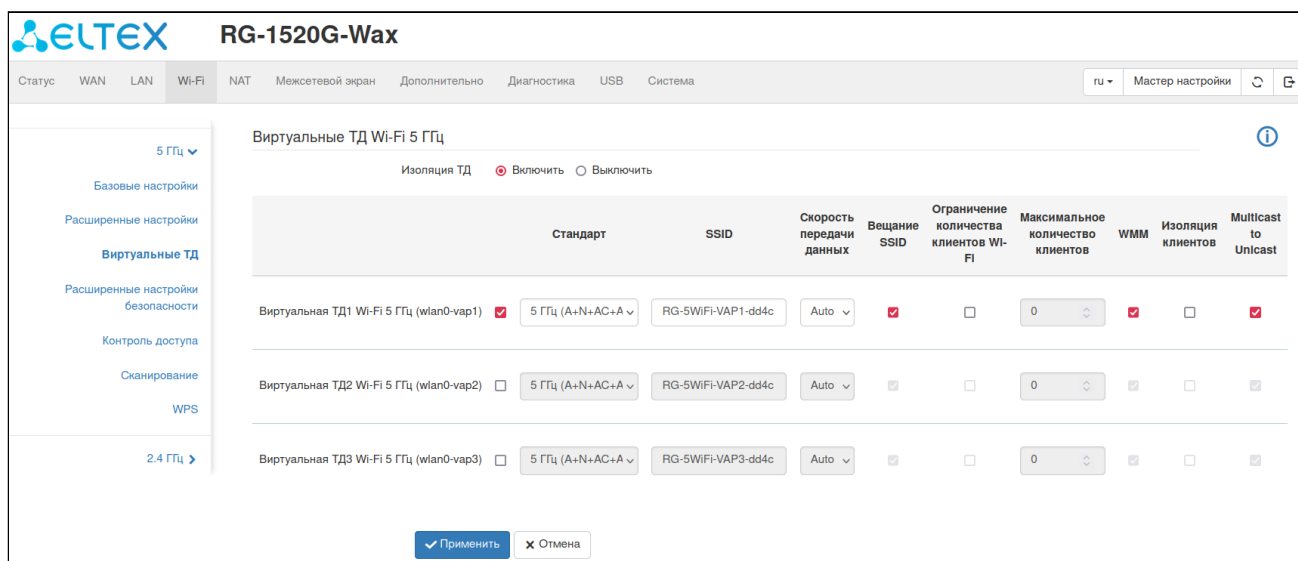 ELTEX RG-1520G-Wax
Статус WAN LAN Wi-Fi NAT Межсетевой экран Дополнительно Диагностика USB Система ru Мастер настройки
5 ГГц
Базовые настройки
Расширенные настройки
Виртуальные ТД
Расширенные настройки
безопасности
Контроль доступа
Сканирование
WPS
2.4 ГГц
Виртуальные ТД Wi-Fi 5 ГГц
Изоляция ТД Включить Выключить
Стандарт
SSID
Скорость
передачи
данных
Вещание
SSID
Ограничение
количества
клиентов Wi-
Fi
Максимальное
количество
клиентов
WMM
Изоляция
клиентов
Multicast
to
Unicast
Виртуальная ТД1 Wi-Fi 5 ГГц (wlan0-vap1) 5 ГГц (A+N+AC+A RG-5WiFi-VAP1-dd4c Auto 0
Виртуальная ТД2 Wi-Fi 5 ГГц (wlan0-vap2) 5 ГГц (A+N+AC+A RG-5WiFi-VAP2-dd4c Auto 0
Виртуальная ТД3 Wi-Fi 5 ГГц (wlan0-vap3) 5 ГГц (A+N+AC+A RG-5WiFi-VAP3-dd4c Auto 0
Применить Отмена